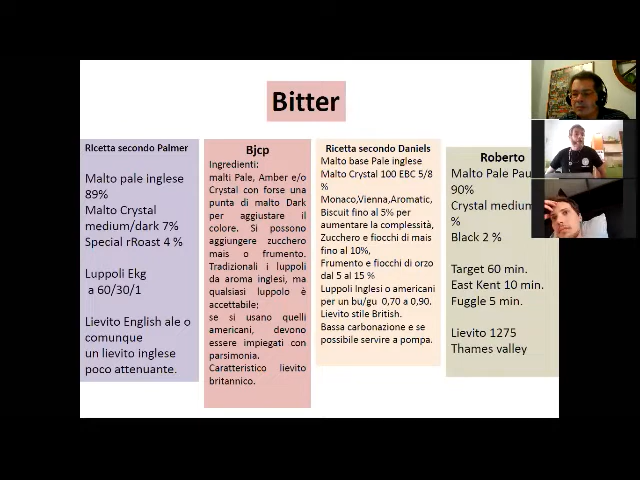 Bitter
Ricetta secondo Palmer
Malto pale inglese
89%
Malto Crystal
medium/dark 7%
Special rRoast 4 %
Luppoli Ekg
a 60/30/1
Lievito English ale o
comunque
un lievito inglese
poco attenuante.
Bjcp
Ingredienti:
malti Pale, Amber e/o
Crystal con forse una
punta di malto Dark
per aggiustare il
colore. Si possono
aggiungere zucchero
mais o frumento.
Tradizionali i luppoli
da aroma inglesi, ma
qualsiasi luppolo è
accettabile;
se si usano quelli
americani, devono
essere impiegati con
parsimonia.
Caratteristico lievito
britannico.
Ricetta secondo Daniels
Malto base Pale inglese
Malto Crystal 100 EBC 5/8
%
Monaco,Vienna,Aromatic,
Biscuit fino al 5% per
aumentare la complessità,
Zucchero e fiocchi di mais
fino al 10%,
Frumento e fiocchi di orzo
dal 5 al 15 %
Luppoli Inglesi o americani
per un bu/gu 0,70 a 0,90.
Lievito stile British.
Bassa carbonazione e se
possibile servire a pompa.
Roberto
Malto Pale Pau
90%
Crystal medium
%
Black 2 %
Target 60 min.
East Kent 10 min.
Fuggle 5 min.
Lievito 1275
Thames valley